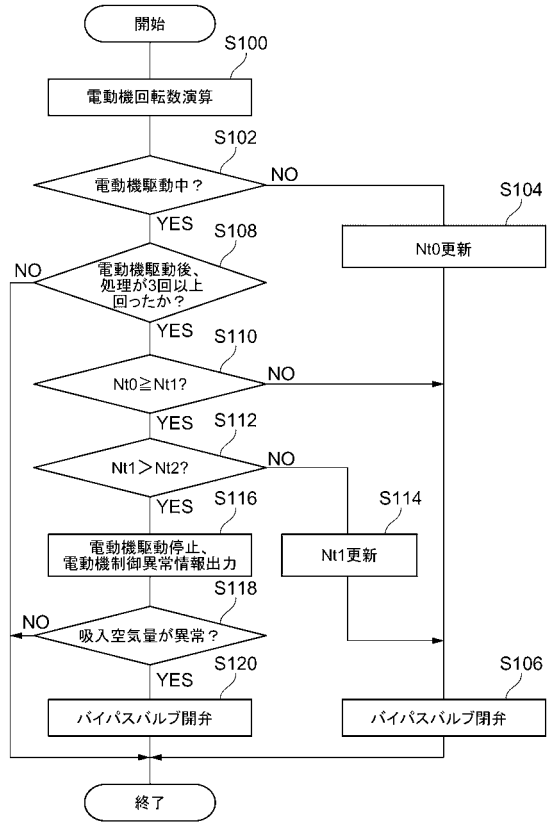 開始
S100
電動機回転数演算
S102
電動機駆動中？
NO
YES
S104
Nt0更新
S108
NO
電動機駆動後、
処理が3回以上
回ったか？
YES
S110
Nt0≧Nt1?
NO
YES
S112
Nt1＞Nt2?
NO
YES
S114
Nt1更新
S116
電動機駆動停止、
電動機制御異常情報出力
S118
NO
吸入空気量が異常？
YES
S120
バイパスバルブ開弁
S106
バイパスバルブ閉弁
終了